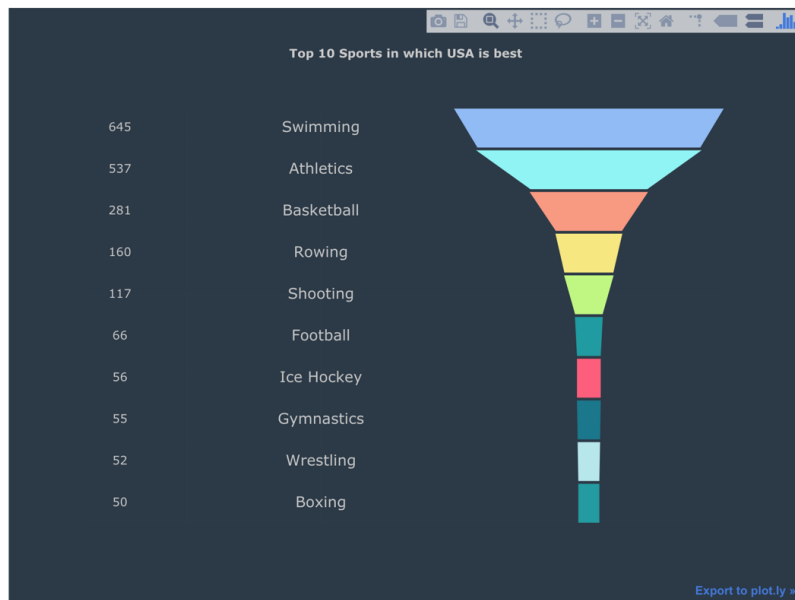 Top 10 Sports in which USA is best
645 Swimming
537 Athletics
281 Basketball
160 Rowing
117 Shooting
66 Football
56 Ice Hockey
55 Gymnastics
52 Wrestling
50 Boxing
Export to plot.ly »